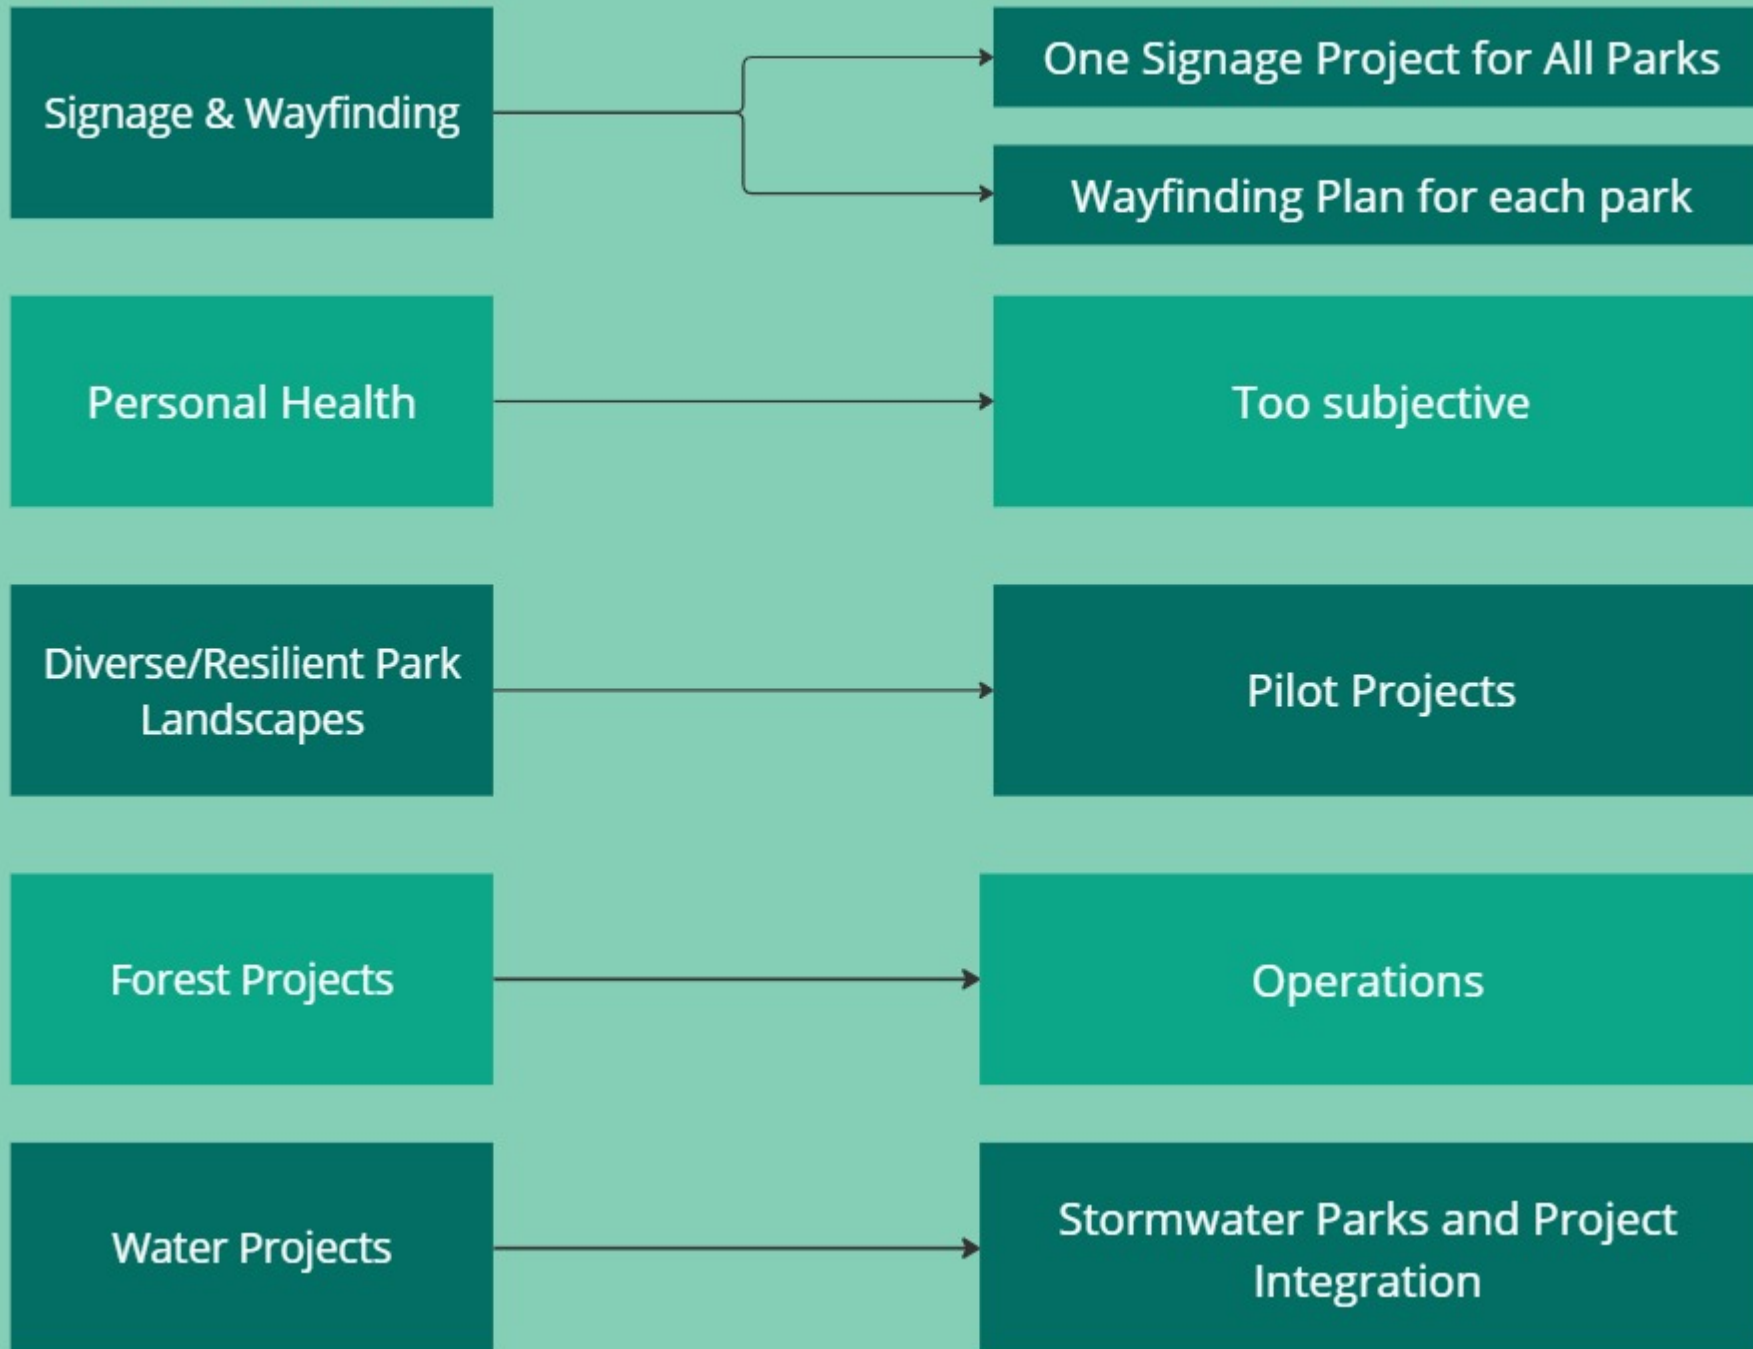 Signage & Wayfinding
One Signage Project for All Parks
Wayfinding Plan for each park
Personal Health
Too subjective
Diverse/Resilient Park
Landscapes
Pilot Projects
Forest Projects
Operations
Water Projects
Stormwater Parks and Project
Integration